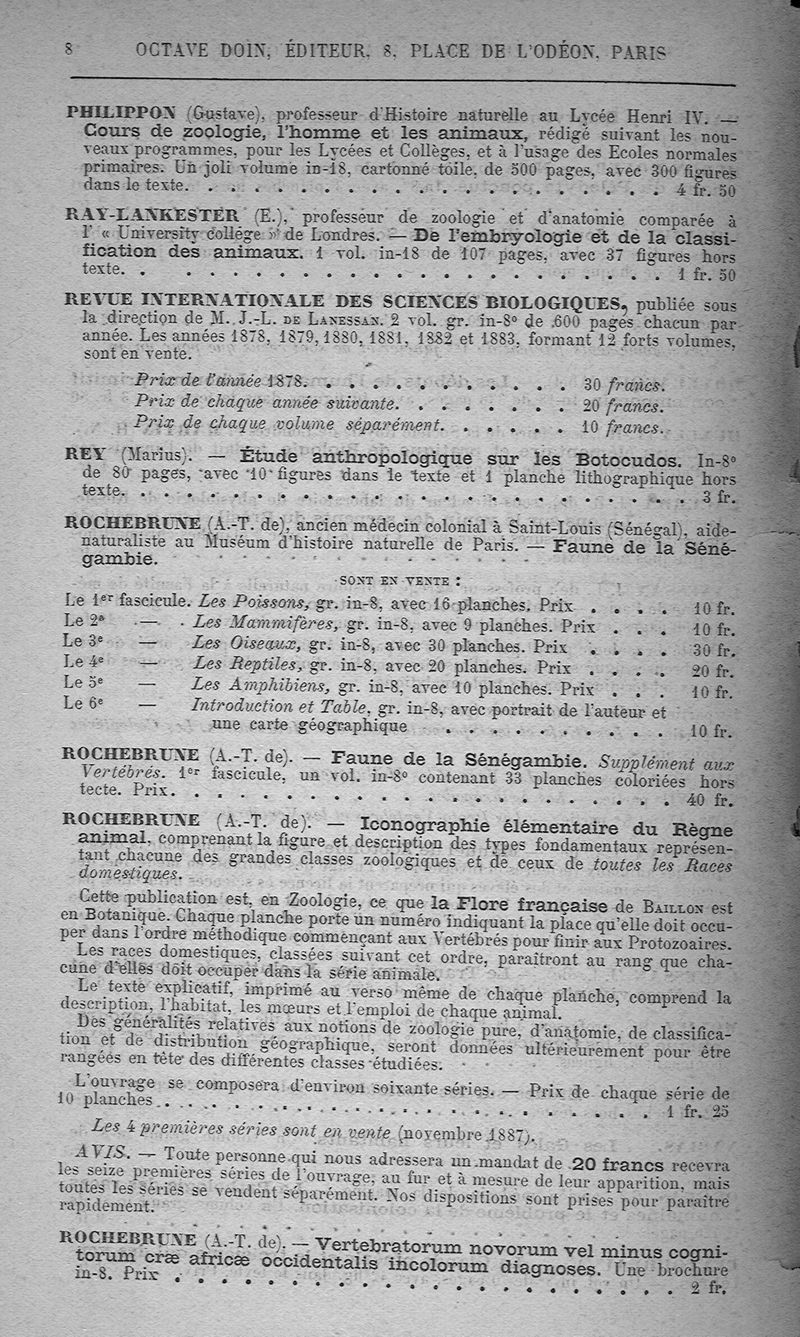 8 OCTAVE DOIN, ÉDITEUR, 8, PLACE DE L'ODÉON, PARIS
PHILIPPON (Gustave), professeur d'Histoire naturelle au Lycée Henri IV. —
Cours de zoologie, l'homme et les animaux, rédigé suivant les nou-
veaux programmes, pour les Lycées et Collèges, et à l'usage des Ecoles normales
primaires. Un joli volume in-18, cartonné toile, de 500 pages, avec 300 figures
dans le texte. . . . . . . . . . . . . . . . . . . . 4 fr. 50
RAY-LANKESTER (E.), professeur de zoologie et d'anatomie comparée à
l' « University college » de Londres. — De l'embryologie et de la classi-
fication des animaux. 1 vol. in-18 de 107 pages, avec 37 figures hors
texte. . . . . . . . . . . . . . . . . . . . . . . 1 fr. 50
REVUE INTERNATIONALE DES SCIENCES BIOLOGIQUES, publiée sous
la direction de M. J.-L. DE LANESSAN. 2 vol. gr. in-8° de 600 pages chacun par
année. Les années 1878, 1879, 1880, 1881, 1882 et 1883, formant 12 forts volumes,
sont en vente.
Prix de l'année 1878. . . . . . . . . . . . 30 francs.
Prix de chaque année suivante. . . . . . . . 20 francs.
Prix de chaque volume séparément. . . . . . 10 francs.
REY (Marius). — Étude anthropologique sur les Botocudos. In-8°
de 80 pages, avec 10 figures dans le texte et 1 planche lithographique hors
texte. . . . . . . . . . . . . . . . . . . . . . . . . 3 fr.
ROCHEBRUNE (A.-T. de), ancien médecin colonial à Saint-Louis (Sénégal), aide-
naturaliste au Muséum d'histoire naturelle de Paris. — Faune de la Séné-
gambie.
SONT EN VENTE :
Le 1er fascicule. Les Poissons, gr. in-8, avec 16 planches. Prix . . . . 10 fr.
Le 2e — Les Mammifères, gr. in-8, avec 9 planches. Prix . . . 10 fr.
Le 3e — Les Oiseaux, gr. in-8, avec 30 planches. Prix . . . . 30 fr.
Le 4e — Les Reptiles, gr. in-8, avec 20 planches. Prix . . . . 20 fr.
Le 5e — Les Amphibiens, gr. in-8, avec 10 planches. Prix . . . 10 fr.
Le 6e — Introduction et Table, gr. in-8, avec portrait de l'auteur et
une carte géographique . . . . . . . . . . 10 fr.
ROCHEBRUNE (A.-T. de). — Faune de la Sénégambie. Supplément aux
Vertébrés. 1er fascicule, un vol. in-8° contenant 33 planches coloriées hors
tecte. Prix. . . . . . . . . . . . . . . . . . . . . . 40 fr.
ROCHEBRUNE (A.-T. de). — Iconographie élémentaire du Règne
animal, comprenant la figure et description des types fondamentaux représen-
tant chacune des grandes classes zoologiques et de ceux de toutes les Races
domestiques.
Cette publication est, en Zoologie, ce que la Flore française de BAILLON est
en Botanique. Chaque planche porte un numéro indiquant la place qu'elle doit occu-
per dans l'ordre méthodique commençant aux Vertébrés pour finir aux Protozoaires.
Les races domestiques, classées suivant cet ordre, paraîtront au rang que cha-
cune d'elles doit occuper dans la série animale.
Le texte explicatif, imprimé au verso même de chaque planche, comprend la
description, l'habitat, les mœurs et l'emploi de chaque animal.
Des généralités relatives aux notions de zoologie pure, d'anatomie, de classifica-
tion et de distribution géographique, seront données ultérieurement pour être
rangées en tête des différentes classes étudiées.
L'ouvrage se composera d'environ soixante séries. — Prix de chaque série de
10 planches. . . . . . . . . . . . . . . . . . . . . 1 fr. 25
Les 4 premières séries sont en vente (novembre 1887).
AVIS. — Toute personne qui nous adressera un mandat de 20 francs recevra
les seize premières séries de l'ouvrage, au fur et à mesure de leur apparition, mais
toutes les séries se vendent séparément. Nos dispositions sont prises pour paraître
rapidement.
ROCHEBRUNE (A.-T. de). — Vertebratorum novorum vel minus cogni-
torum cræ africæ occidentalis incolorum diagnoses. Une brochure
in-8. Prix . . . . . . . . . . . . . . . . . . . . . . 2 fr.